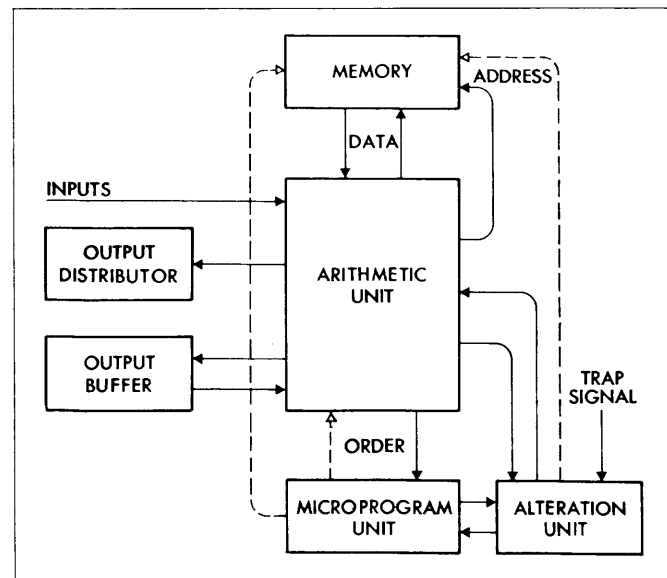 MEMORY
ADDRESS
DATA
INPUTS
OUTPUT
DISTRIBUTOR
ARITHMETIC
UNIT
OUTPUT
BUFFER
TRAP
SIGNAL
ORDER
MICROPROGRAM
UNIT
ALTERATION
UNIT